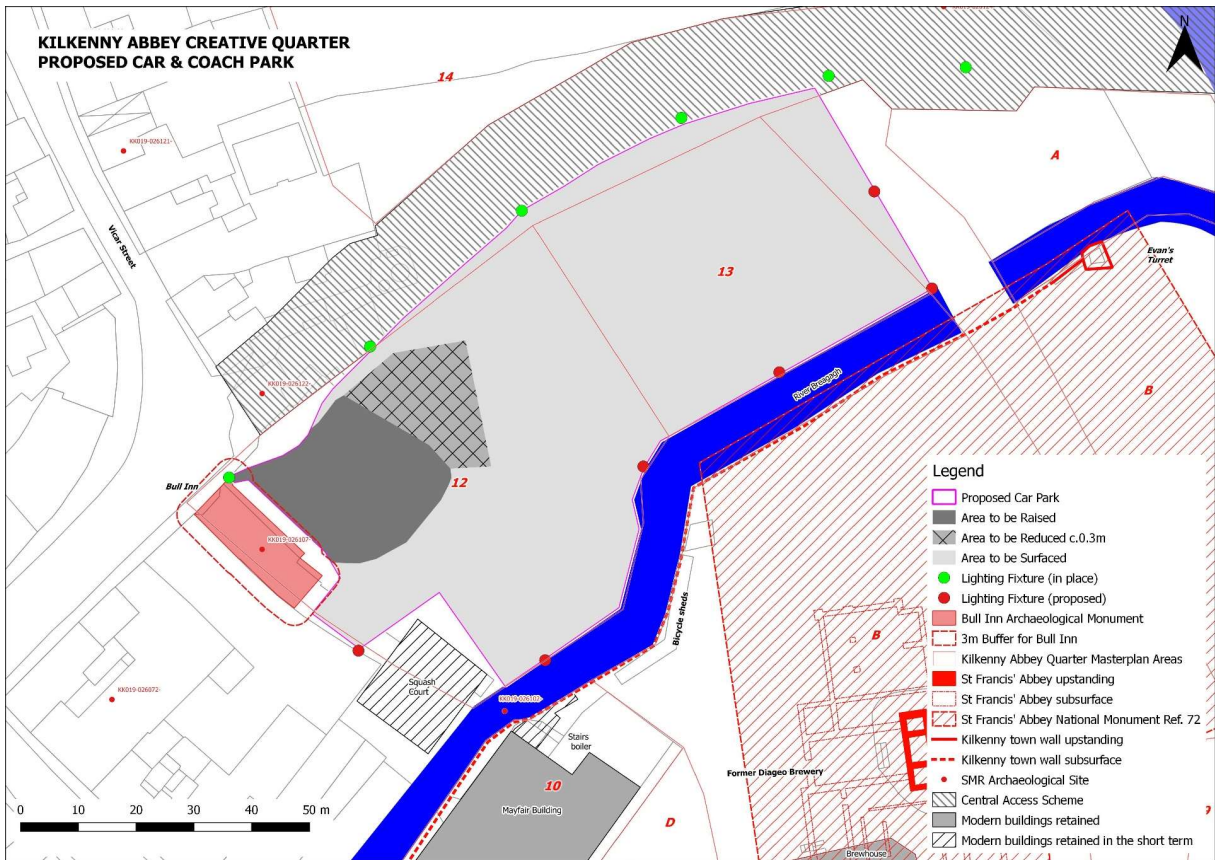 KILKENNY ABBEY CREATIVE QUARTER
PROPOSED CAR & COACH PARK
N
14
KK019-026121-
A
Vicar Street
Evan's
Turret
13
KK019-026122-
B
River Breagagh
12
Bull Inn
KK019-026107-
Bicycle sheds
B
Squash
Court
KK019-026072-
Stairs
boiler
Former Diageo Brewery
10
Mayfair Building
D
Brewhouse
0 10 20 30 40 50 m
Legend
Proposed Car Park
Area to be Raised
Area to be Reduced c.0.3m
Area to be Surfaced
Lighting Fixture (in place)
Lighting Fixture (proposed)
Bull Inn Archaeological Monument
3m Buffer for Bull Inn
Kilkenny Abbey Quarter Masterplan Areas
St Francis' Abbey upstanding
St Francis' Abbey subsurface
St Francis' Abbey National Monument Ref. 72
Kilkenny town wall upstanding
Kilkenny town wall subsurface
SMR Archaeological Site
Central Access Scheme
Modern buildings retained
Modern buildings retained in the short term